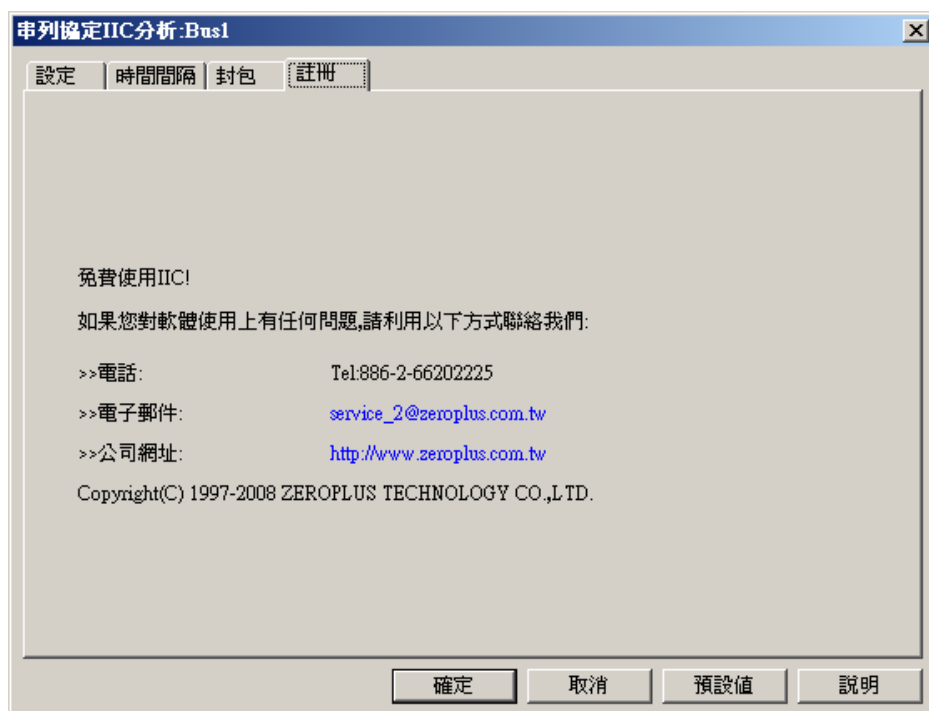 串列協定IIC分析:Bus1
設定 時間間隔 封包 註冊
免費使用IIC!
如果您對軟體使用上有任何問題,請利用以下方式聯絡我們:
>>電話: Tel:886-2-66202225
>>電子郵件: service_2@zeroplus.com.tw
>>公司網址: http://www.zeroplus.com.tw
Copyright(C) 1997-2008 ZEROPLUS TECHNOLOGY CO.,LTD.
確定 取消 預設值 說明